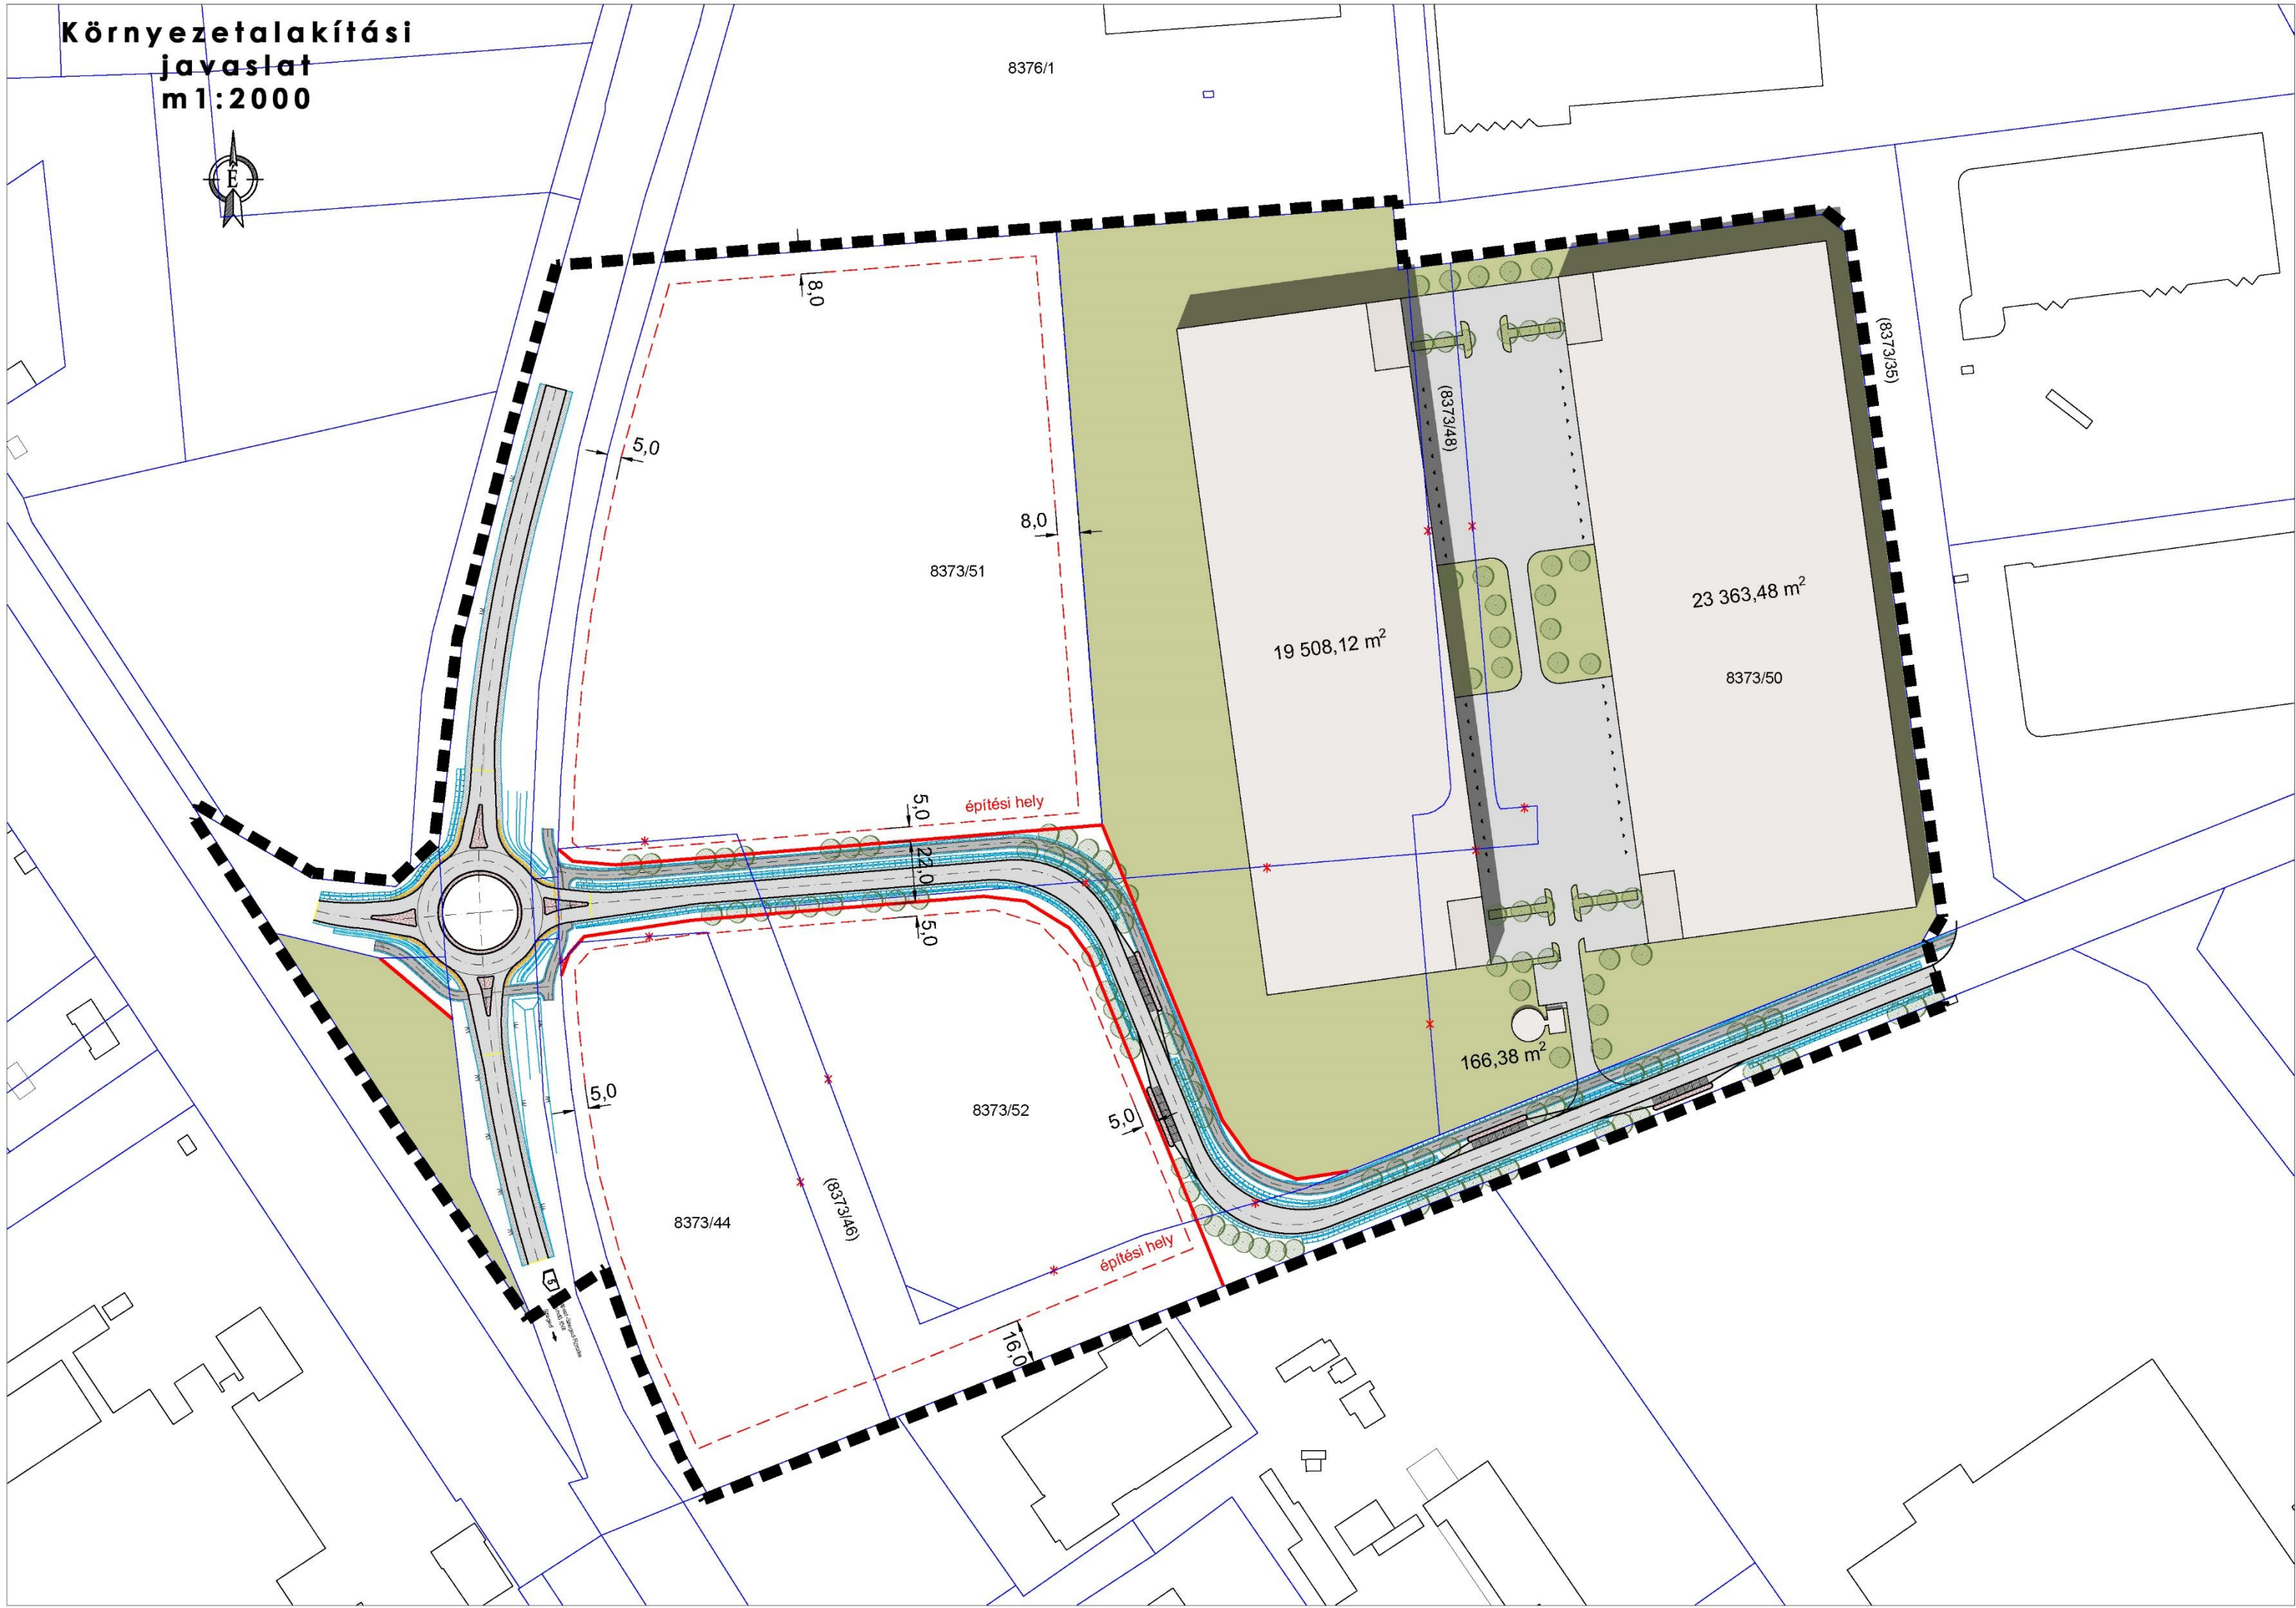 Környezetalakítási
javaslat
m1:2000
É
8376/1
8,0
(8373/35)
5,0
(8373/48)
8,0
8373/51
23 363,48 m²
19 508,12 m²
8373/50
5,0
építési hely
22,0
5,0
166,38 m²
5,0
8373/52
5,0
8373/44
(8373/46)
építési hely
5
16,0